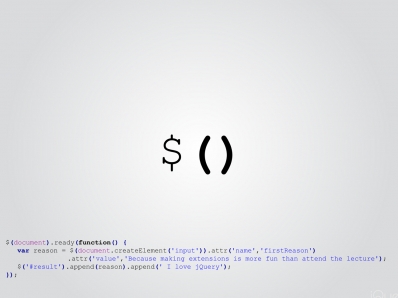 $ ()
$(document).ready(function() {
var reason = $(document.createElement('input')).attr('name','firstReason')
.attr('value','Because making extensions is more fun than attend the lecture');
$('#result').append(reason).append(' I love jQuery');
});